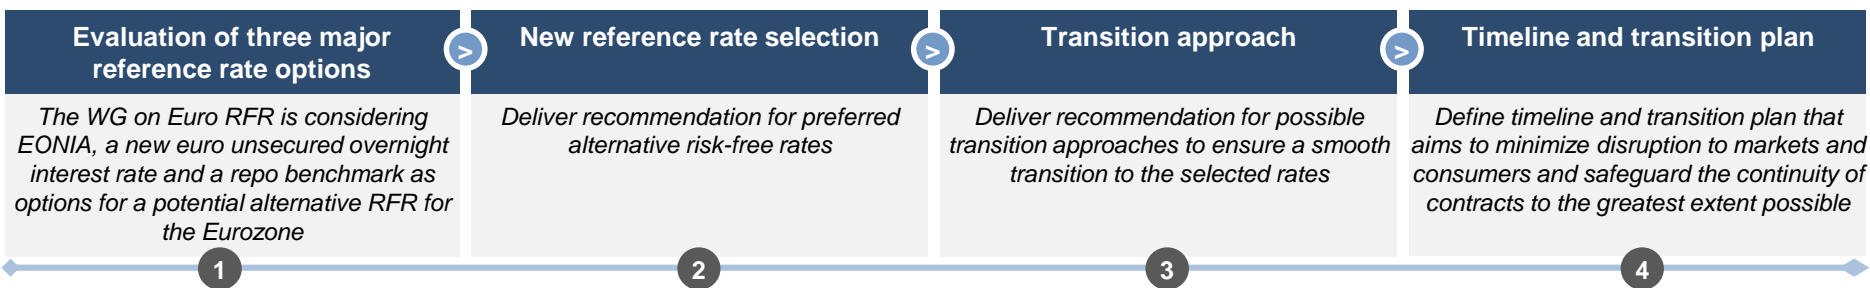 Evaluation of three major
reference rate options
The WG on Euro RFR is considering
EONIA, a new euro unsecured overnight
interest rate and a repo benchmark as
options for a potential alternative RFR for
the Eurozone
>
New reference rate selection
Deliver recommendation for preferred
alternative risk-free rates
>
Transition approach
Deliver recommendation for possible
transition approaches to ensure a smooth
transition to the selected rates
>
Timeline and transition plan
Define timeline and transition plan that
aims to minimize disruption to markets and
consumers and safeguard the continuity of
contracts to the greatest extent possible
1
2
3
4